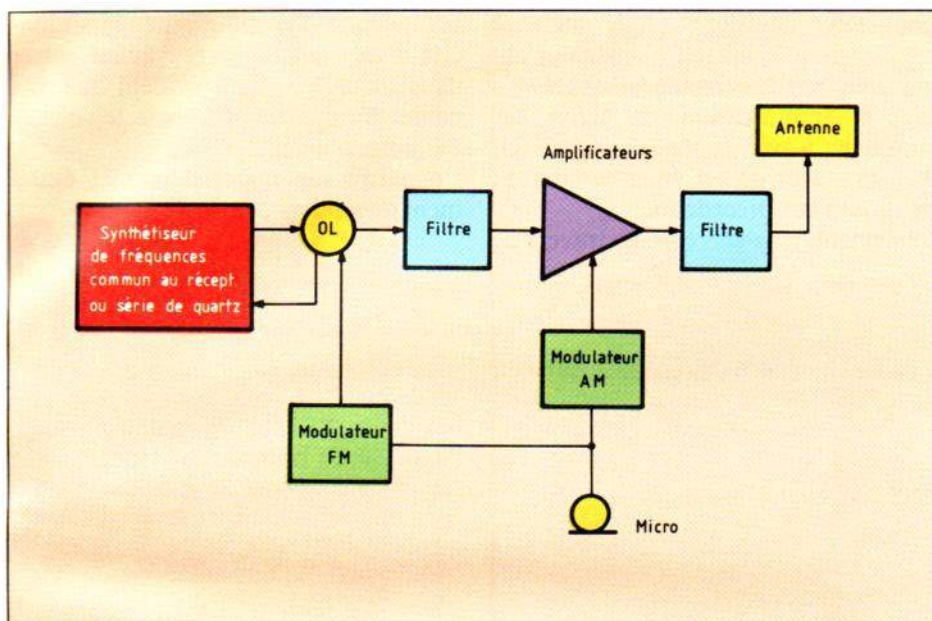 Antenne
Amplificateurs
Synthétiseur
de fréquences
commun au récept.
ou série de quartz
OL
Filtre
Filtre
Modulateur
AM
Modulateur
FM
Micro